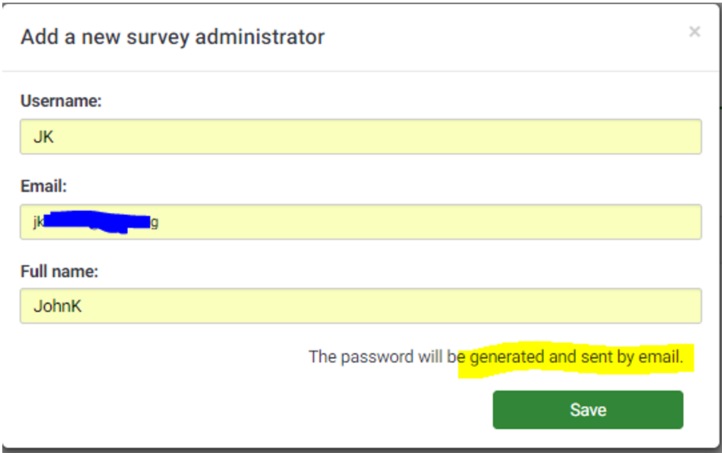 Add a new survey administrator
×
Username:
JK
Email:
jk g
Full name:
JohnK
The password will be generated and sent by email.
Save